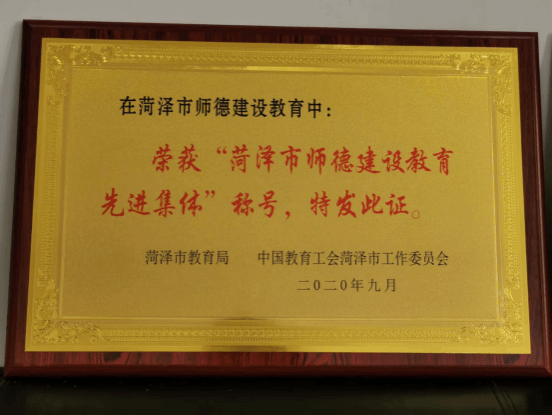 在菏泽市师德建设教育中：
荣获“菏泽市师德建设教育
先进集体”称号，特发此证。
菏泽市教育局 中国教育工会菏泽市工作委员会
二〇二〇年九月